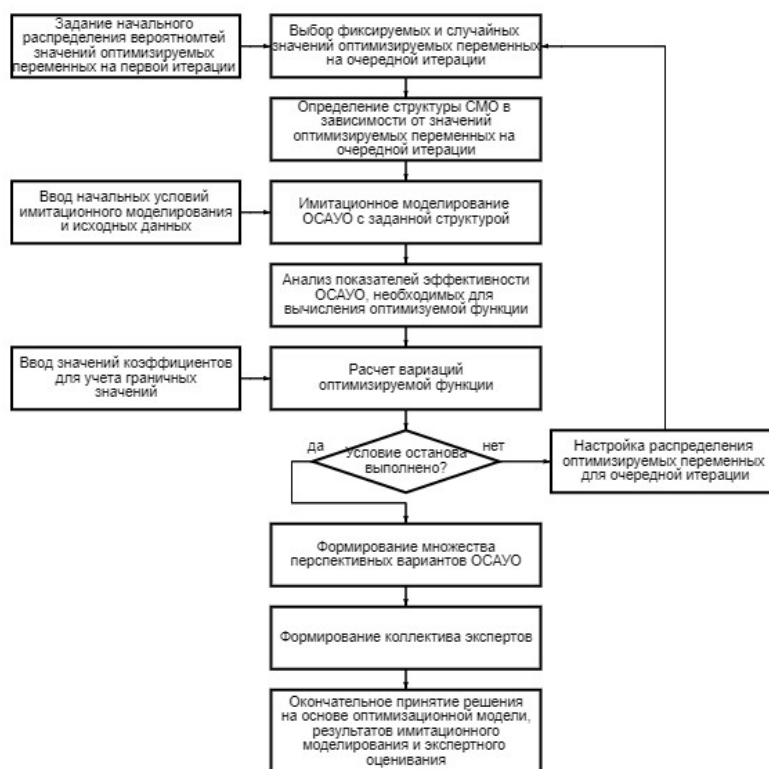 Задание начального
распределения вероятномтей
значений оптимизируемых
переменных на первой итерации
Выбор фиксируемых и случайных
значений оптимизируемых переменных
на очередной итерации
Определение структуры СМО в
зависимости от значений
оптимизируемых переменных на
очередной итерации
Ввод начальных условий
имитационного моделирования
и исходных данных
Имитационное моделирование
ОСАУО с заданной структурой
Анализ показателей эффективности
ОСАУО, необходимых для
вычисления оптимизуемой функции
Ввод значений коэффициентов
для учета граничных
значений
Расчет вариаций
оптимизируемой функции
да
Условие останова
выполнено?
нет
Настройка распределения
оптимизируемых переменных
для очередной итерации
Формирование множества
перспективных вариантов ОСАУО
Формирование коллектива экспертов
Окончательное принятие решения
на основе оптимизационной модели,
результатов имитационного
моделирования и экспертного
оценивания